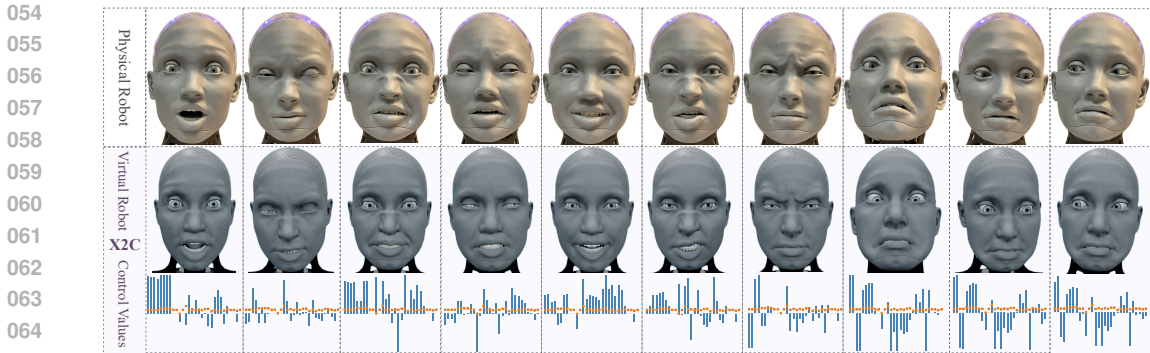 054
055
056
057
058
059
060
061
062
063
064
Physical Robot
Virtual Robot
X2C
Control Values